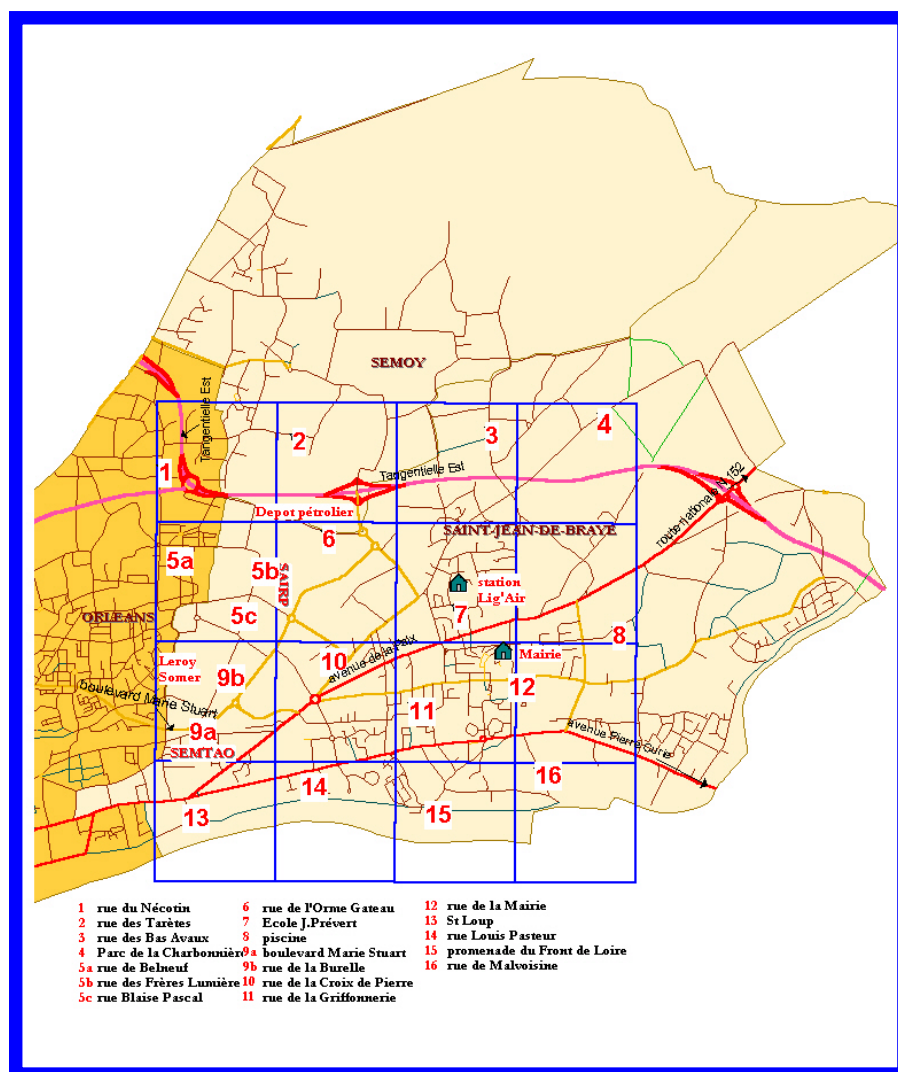 SEMOY
Tangentielle Est
1
2
3
4
Tangentielle Est
route nationale N 152
Depot pétrolier
SAINT-JEAN-DE-BRAYE
6
5a
5b
SAIRP
station
Lig'Air
ORLEANS
5c
7
8
Leroy
Somer
9b
10
avenue de la Paix
Mairie
boulevard Marie Stuart
11
12
9a
SEMTAO
avenue Pierre Curie
13
14
15
16
1 rue du Nécotin
2 rue des Tarètes
3 rue des Bas Avaux
4 Parc de la Charbonnière
5a rue de Belneuf
5b rue des Frères Lumière
5c rue Blaise Pascal
6 rue de l'Orme Gateau
7 Ecole J.Prévert
8 piscine
9a boulevard Marie Stuart
9b rue de la Burelle
10 rue de la Croix de Pierre
11 rue de la Griffonnerie
12 rue de la Mairie
13 St Loup
14 rue Louis Pasteur
15 promenade du Front de Loire
16 rue de Malvoisine